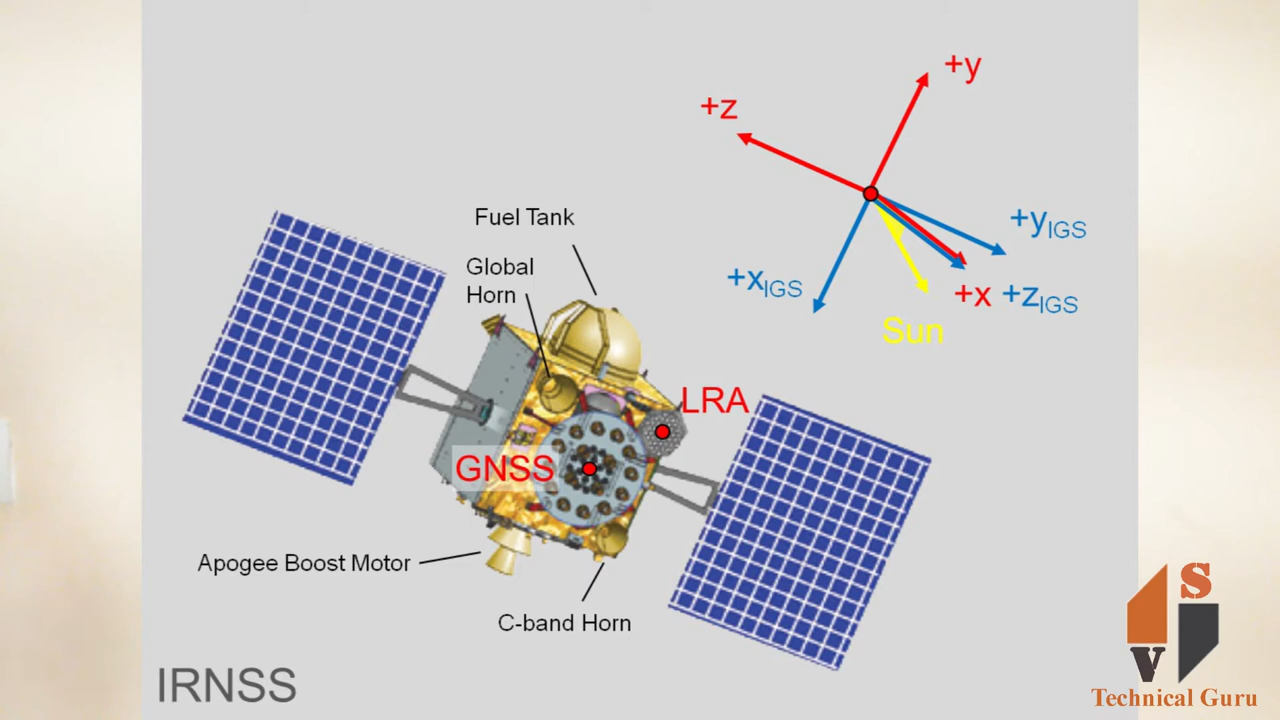 +y
+z
Fuel Tank
+yIGS
Global
Horn
+xIGS
+x +zIGS
Sun
LRA
GNSS
Apogee Boost Motor
C-band Horn
IRNSS
S
V
Technical Guru